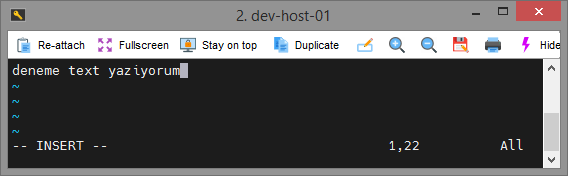 2. dev-host-01
Re-attach Fullscreen Stay on top Duplicate Hide
deneme text yaziyorum
~
~
~
~
-- INSERT -- 1,22 All